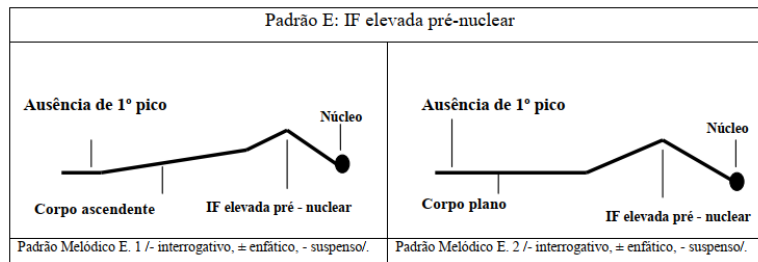 Padrão E: IF elevada pré-nuclear
Ausência de 1º pico
Núcleo
Corpo ascendente
IF elevada pré - nuclear
Padrão Melódico E. 1 /- interrogativo, ± enfático, - suspenso/.
Ausência de 1º pico
Núcleo
Corpo plano
IF elevada pré - nuclear
Padrão Melódico E. 2 /- interrogativo, ± enfático, - suspenso/.